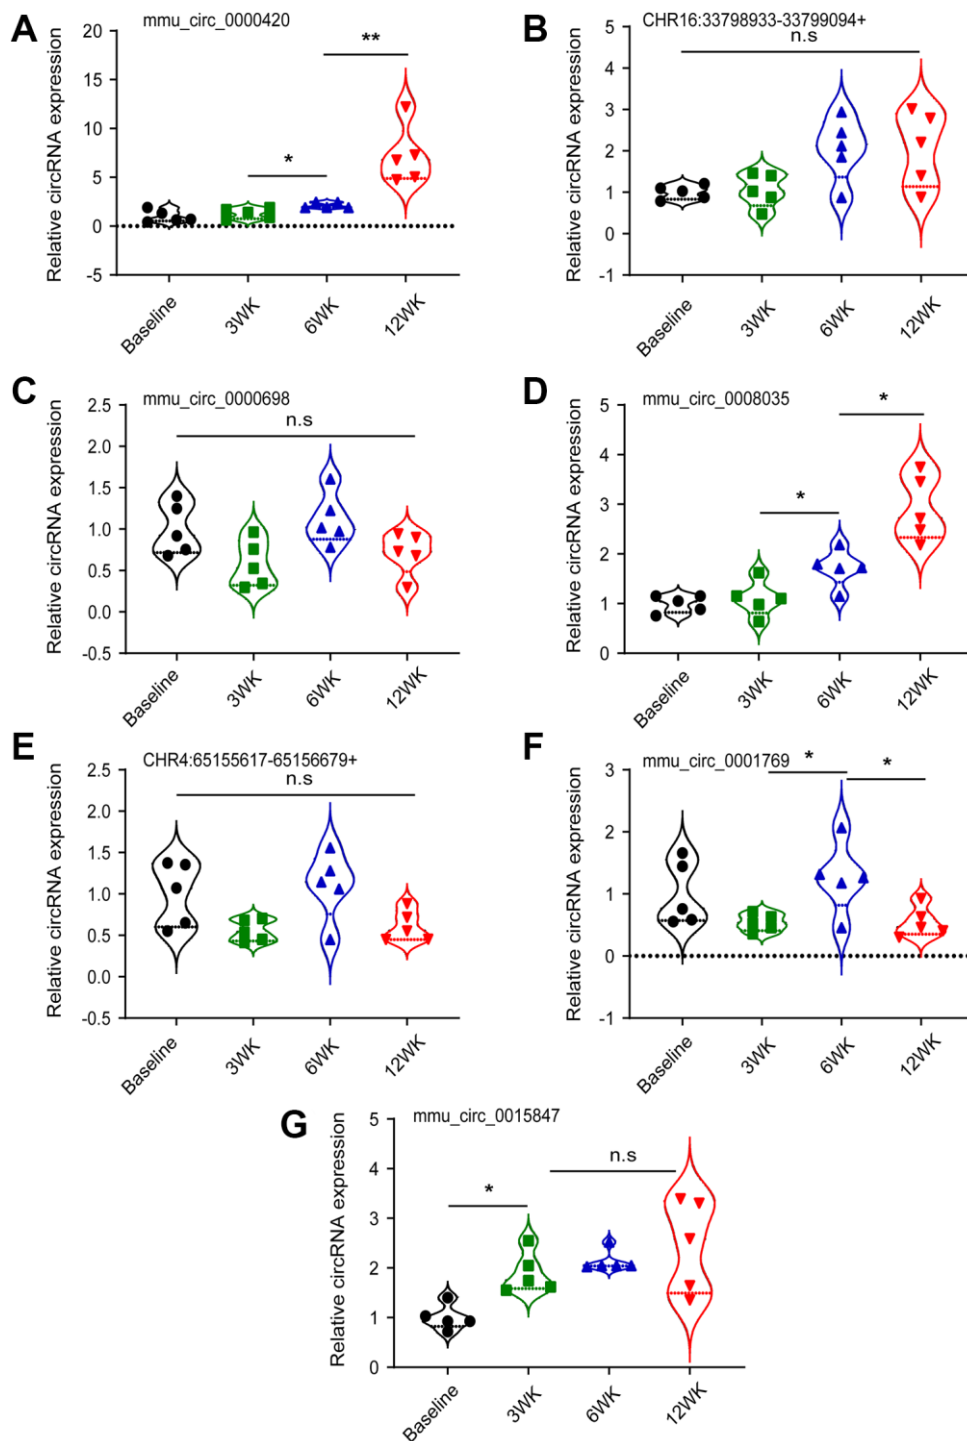 A
mmu_circ_0000420
Relative circRNA expression
20
15
10
5
0
-5
*
**
Baseline
3WK
6WK
12WK
B
CHR16:33798933-33799094+
n.s
Relative circRNA expression
5
4
3
2
1
0
-1
Baseline
3WK
6WK
12WK
C
mmu_circ_0000698
n.s
Relative circRNA expression
2.5
2.0
1.5
1.0
0.5
0.0
-0.5
Baseline
3WK
6WK
12WK
D
mmu_circ_0008035
Relative circRNA expression
5
4
3
2
1
0
*
*
Baseline
3WK
6WK
12WK
E
CHR4:65155617-65156679+
n.s
Relative circRNA expression
2.5
2.0
1.5
1.0
0.5
0.0
-0.5
Baseline
3WK
6WK
12WK
F
mmu_circ_0001769
Relative circRNA expression
3
2
1
0
-1
*
*
Baseline
3WK
6WK
12WK
G
mmu_circ_0015847
Relative circRNA expression
5
4
3
2
1
0
*
n.s
Baseline
3WK
6WK
12WK